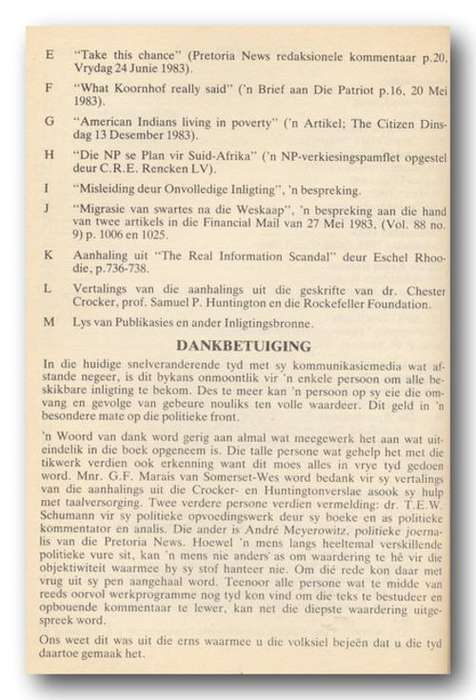 E "Take this chance" (Pretoria News redaksionele kommentaar p.20,
Vrydag 24 Junie 1983).
F "What Koornhof really said" ('n Brief aan Die Patriot p.16, 20 Mei
1983).
G "American Indians living in poverty" ('n Artikel; The Citizen Dins-
dag 13 Desember 1983).
H "Die NP se Plan vir Suid-Afrika" ('n NP-verkiesingspamflet opgestel
deur C.R.E. Rencken LV).
I "Misleiding deur Onvolledige Inligting", 'n bespreking.
J "Migrasie van swartes na die Weskaap", 'n bespreking aan die hand
van twee artikels in die Financial Mail van 27 Mei 1983, (Vol. 88 no.
9) p. 1006 en 1025.
K Aanhaling uit "The Real Information Scandal" deur Eschel Rhoo-
die, p.736-738.
L Vertalings van die aanhalings uit die geskrifte van dr. Chester
Crocker, prof. Samuel P. Huntington en die Rockefeller Foundation.
M Lys van Publikasies en ander Inligtingsbronne.
DANKBETUIGING
In die huidige snelveranderende tyd met sy kommunikasiemedia wat af-
stande negeer, is dit bykans onmoontlik vir 'n enkele persoon om alle be-
skikbare inligting te bekom. Des te meer kan 'n persoon op sy eie die om-
vang en gevolge van gebeure nouliks ten volle waardeer. Dit geld in 'n
besondere mate op die politieke front.
'n Woord van dank word gerig aan almal wat meegewerk het aan wat uit-
eindelik in die boek opgeneem is. Die talle persone wat gehelp het met die
tikwerk verdien ook erkenning want dit moes alles in vrye tyd gedoen
word. Mnr. G.F. Marais van Somerset-Wes word bedank vir sy vertalings
van die aanhalings uit die Crocker- en Huntingtonverslae asook sy hulp
met taalversorging. Twee verdere persone verdien vermelding: dr. T.E.W.
Schumann vir sy politieke opvoedingswerk deur sy boeke en as politieke
kommentator en analis. Die ander is André Meyerowitz, politieke joerna-
lis van die Pretoria News. Hoewel 'n mens langs heeltemal verskillende
politieke vure sit, kan 'n mens nie anders as om waardering te hê vir die
objektiwiteit waarmee hy sy stof hanteer nie. Om dié rede kon daar met
vrug uit sy pen aangehaal word. Teenoor alle persone wat te midde van
reeds oorvol werkprogramme nog tyd kon vind om die teks te bestudeer en
opbouende kommentaar te lewer, kan net die diepste waardering uitge-
spreek word.
Ons weet dit was uit die erns waarmee u die volksiel bejeën dat u die tyd
daartoe gemaak het.